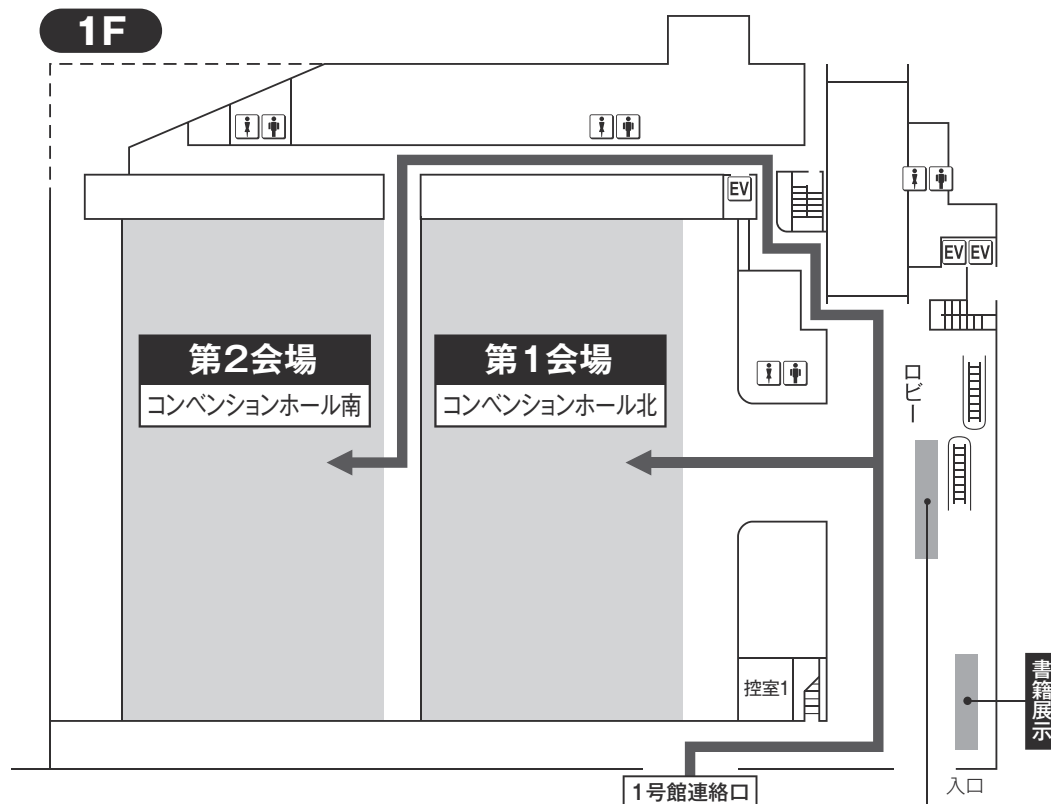 1F
EV
EV EV
第2会場
コンベンションホール南
第1会場
コンベンションホール北
ロビー
控室1
書籍展示
1号館連絡口
入口